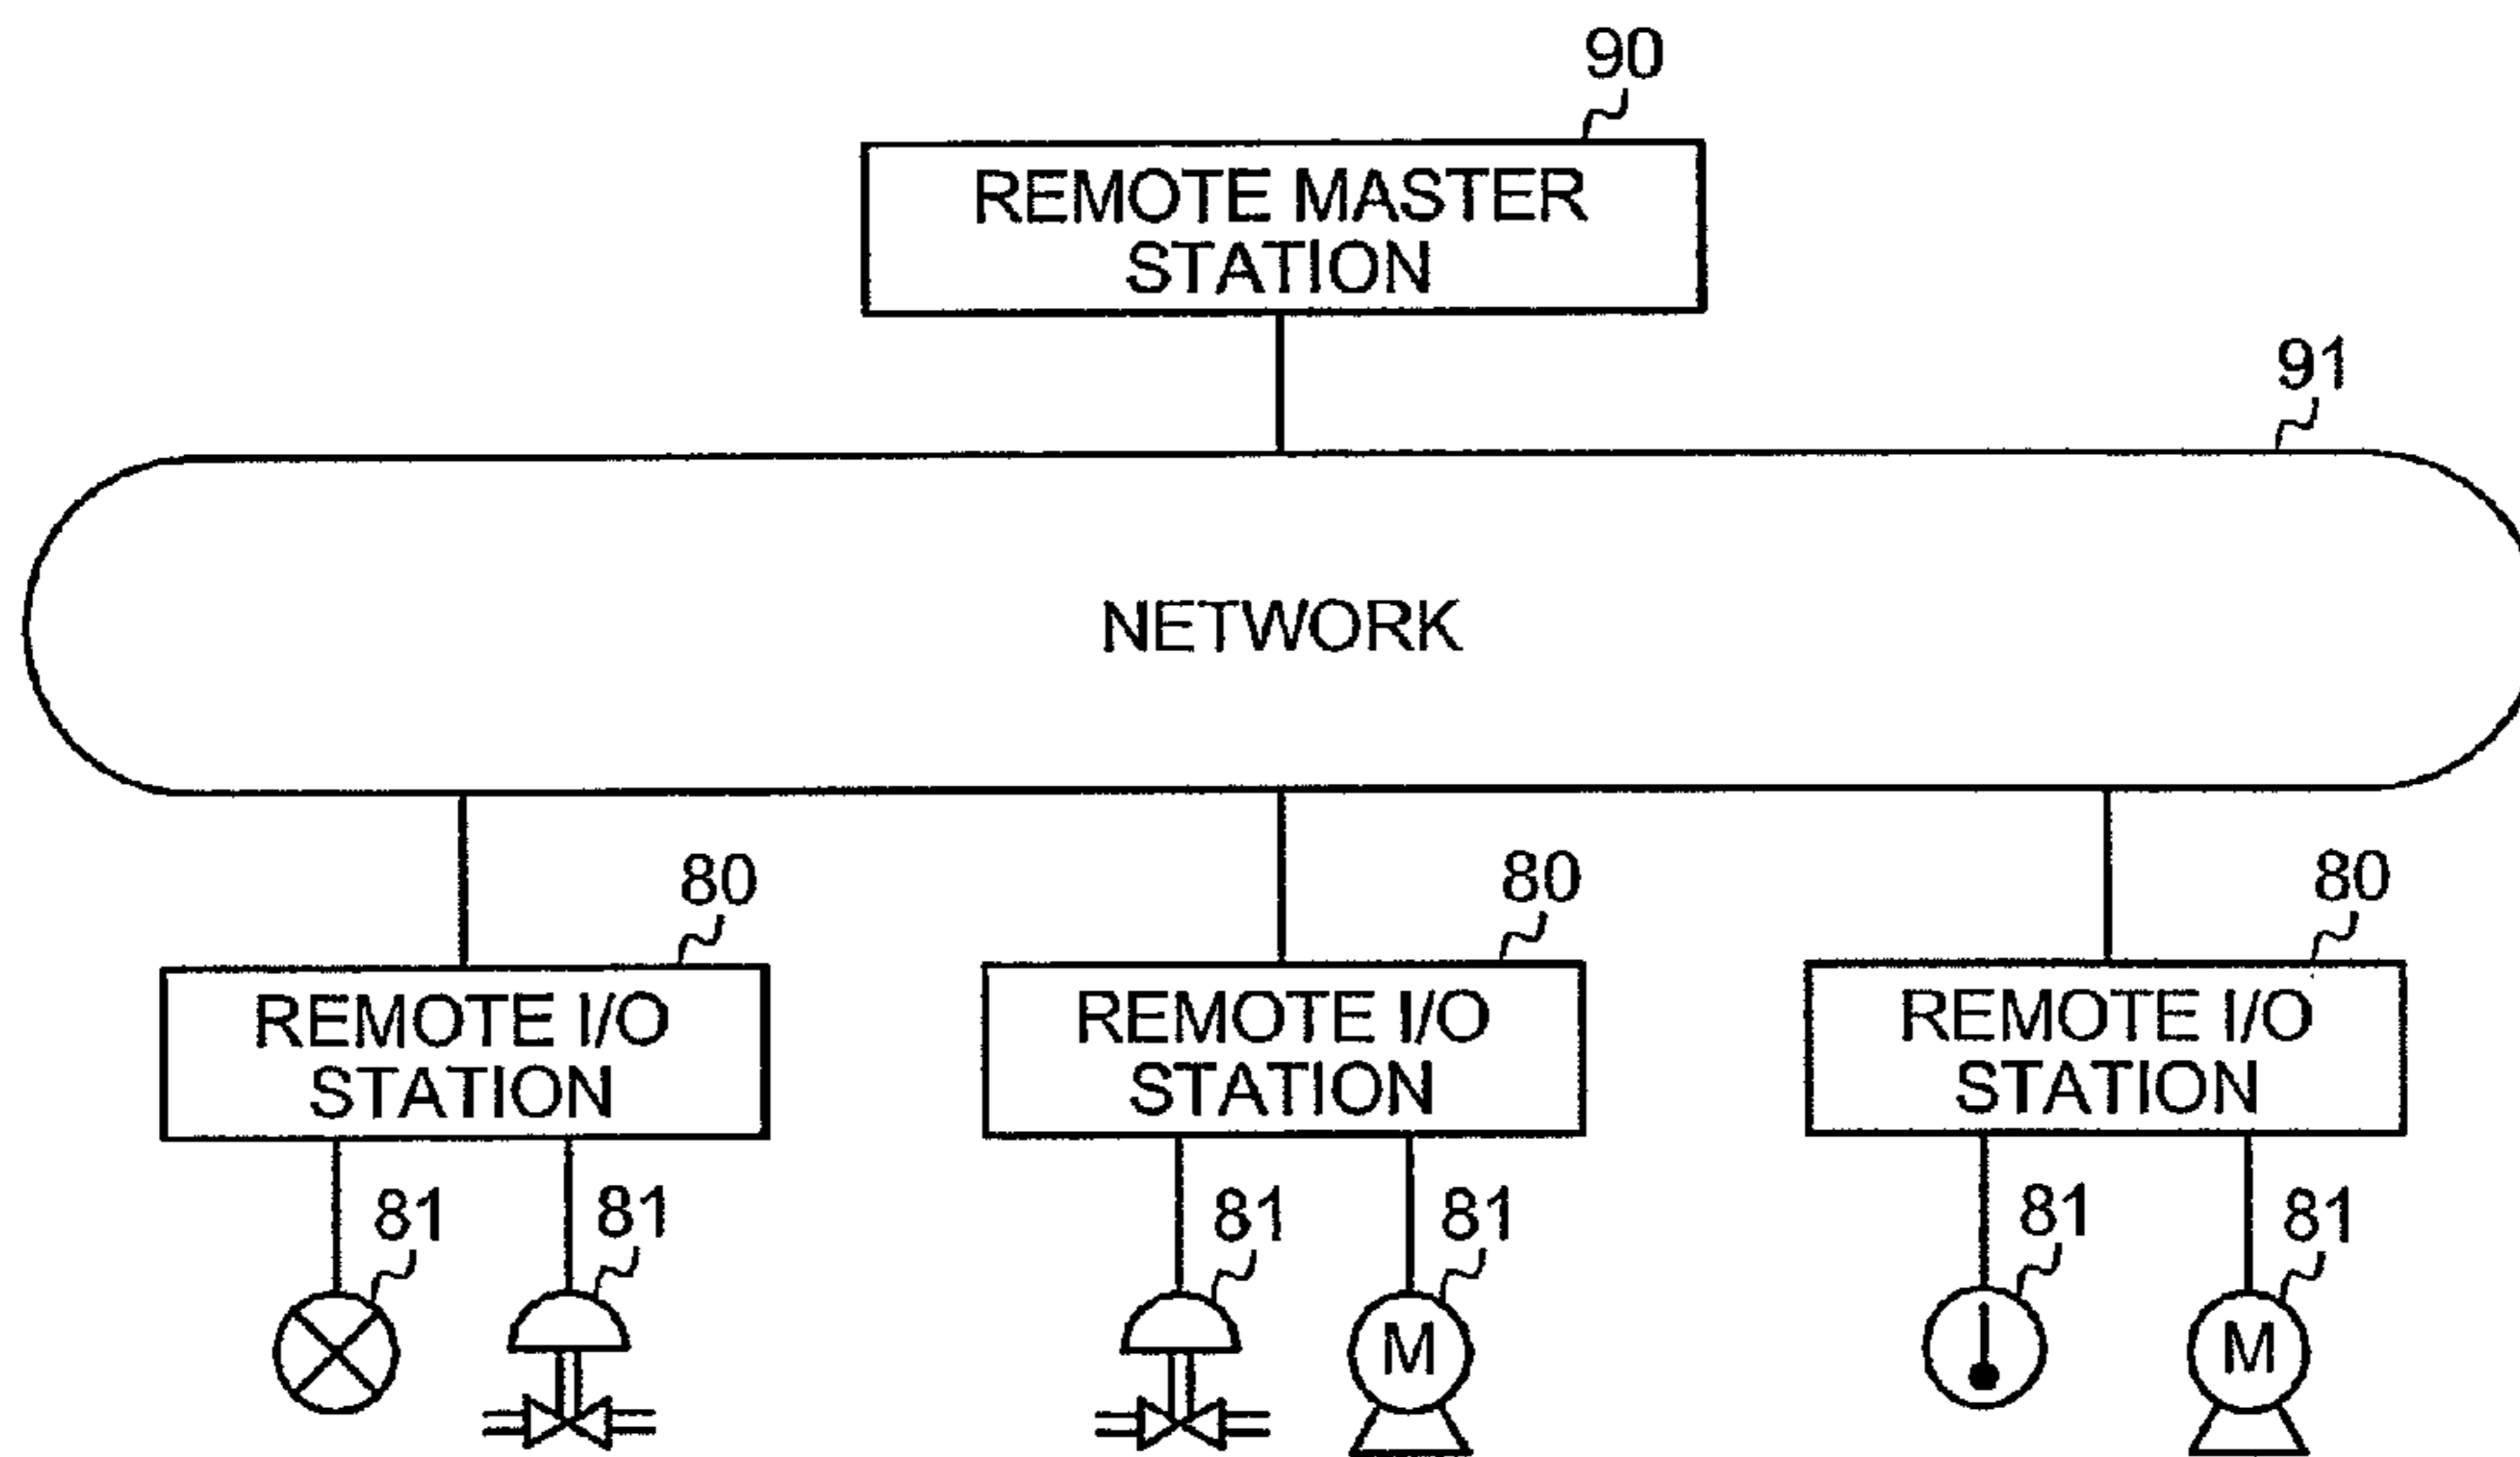 90
REMOTE MASTER
STATION
91
NETWORK
80
80
80
REMOTE I/O
STATION
REMOTE I/O
STATION
REMOTE I/O
STATION
81
81
81
81
81
81
M
M